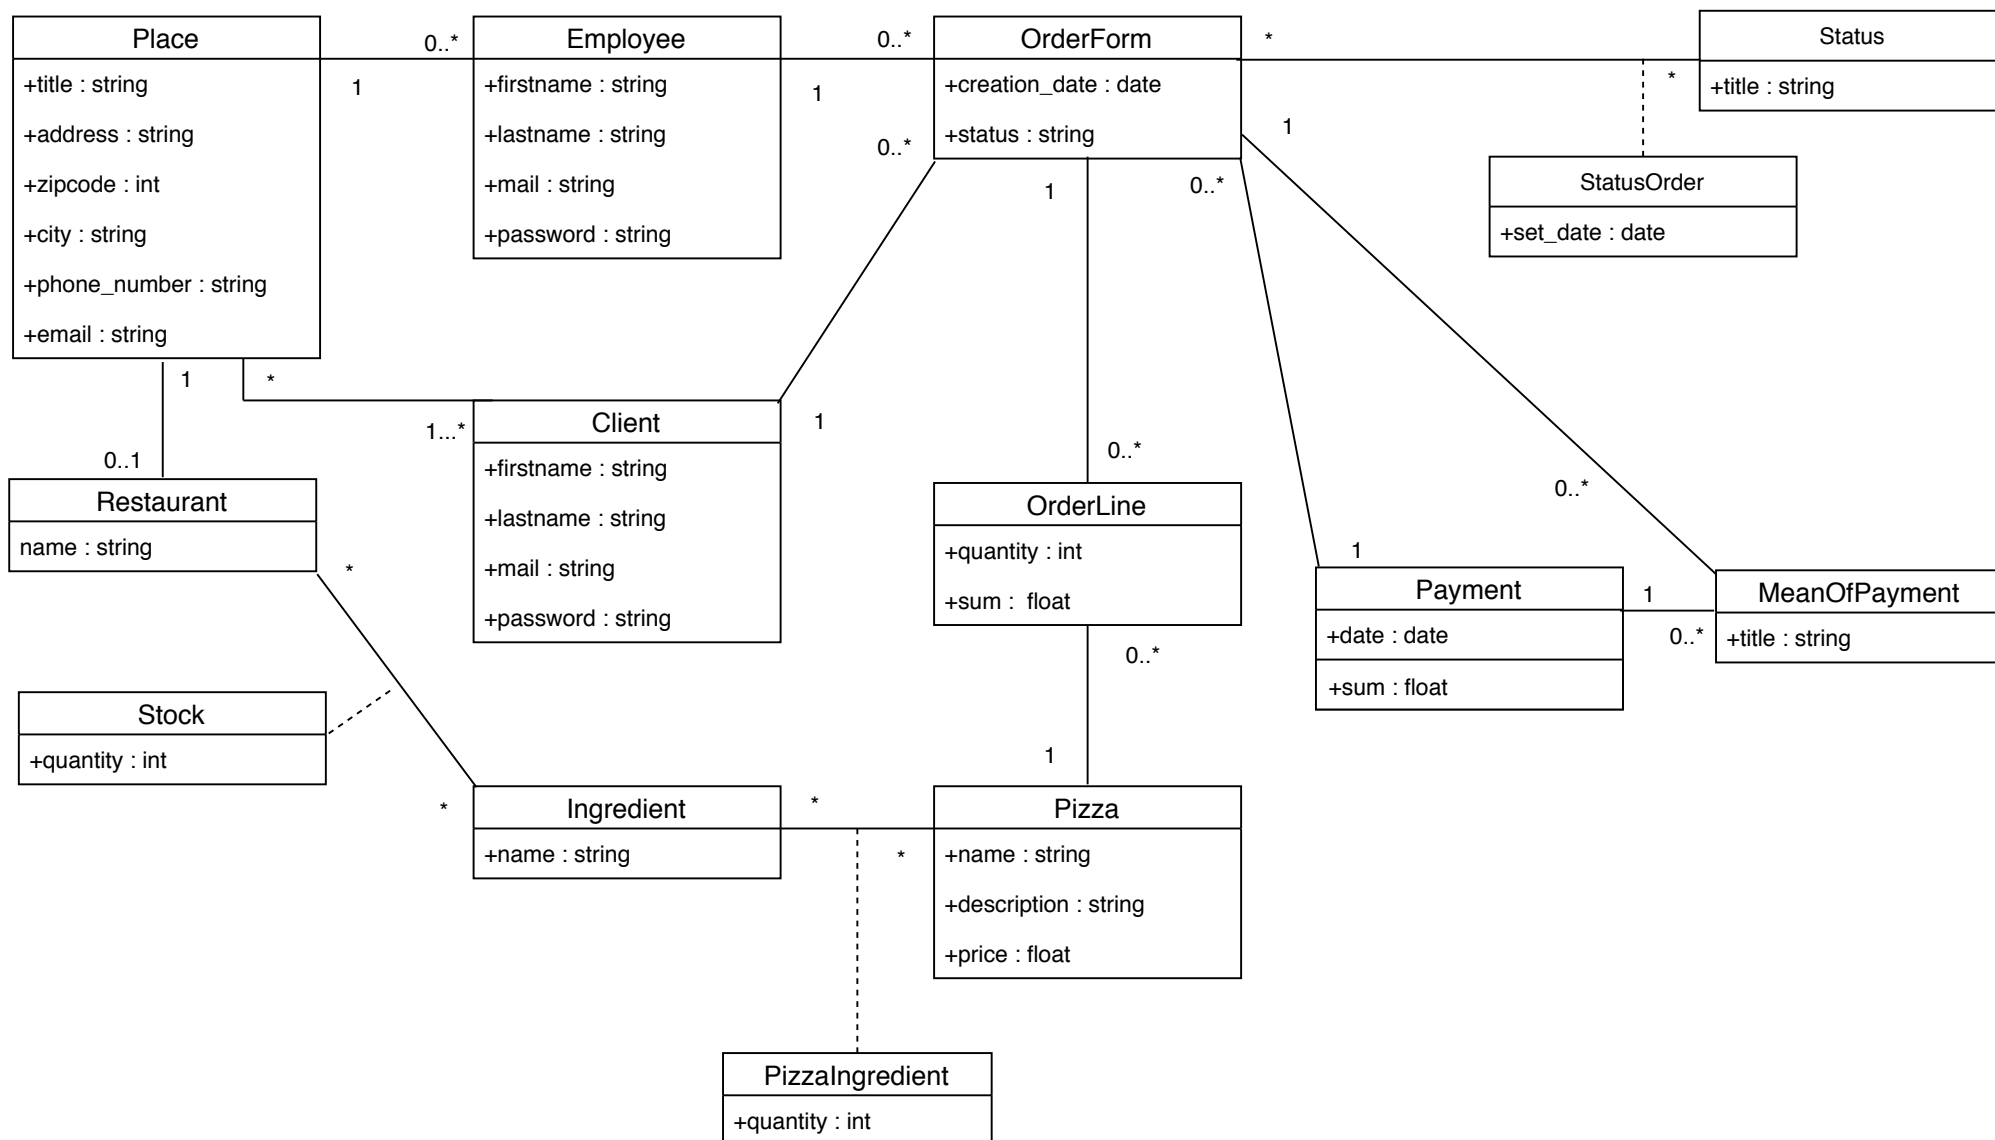 Place
+title : string
+address : string
+zipcode : int
+city : string
+phone_number : string
+email : string
0..*
1
Employee
+firstname : string
+lastname : string
+mail : string
+password : string
0..*
1
0..*
OrderForm
+creation_date : date
+status : string
*
*
Status
+title : string
StatusOrder
+set_date : date
1
0..*
1
1
*
0..1
1...*
Client
+firstname : string
+lastname : string
+mail : string
+password : string
1
0..*
0..*
Restaurant
name : string
*
OrderLine
+quantity : int
+sum : float
1
Payment
+date : date
+sum : float
1
0..*
MeanOfPayment
+title : string
0..*
1
Stock
+quantity : int
*
Ingredient
+name : string
*
*
Pizza
+name : string
+description : string
+price : float
PizzaIngredient
+quantity : int